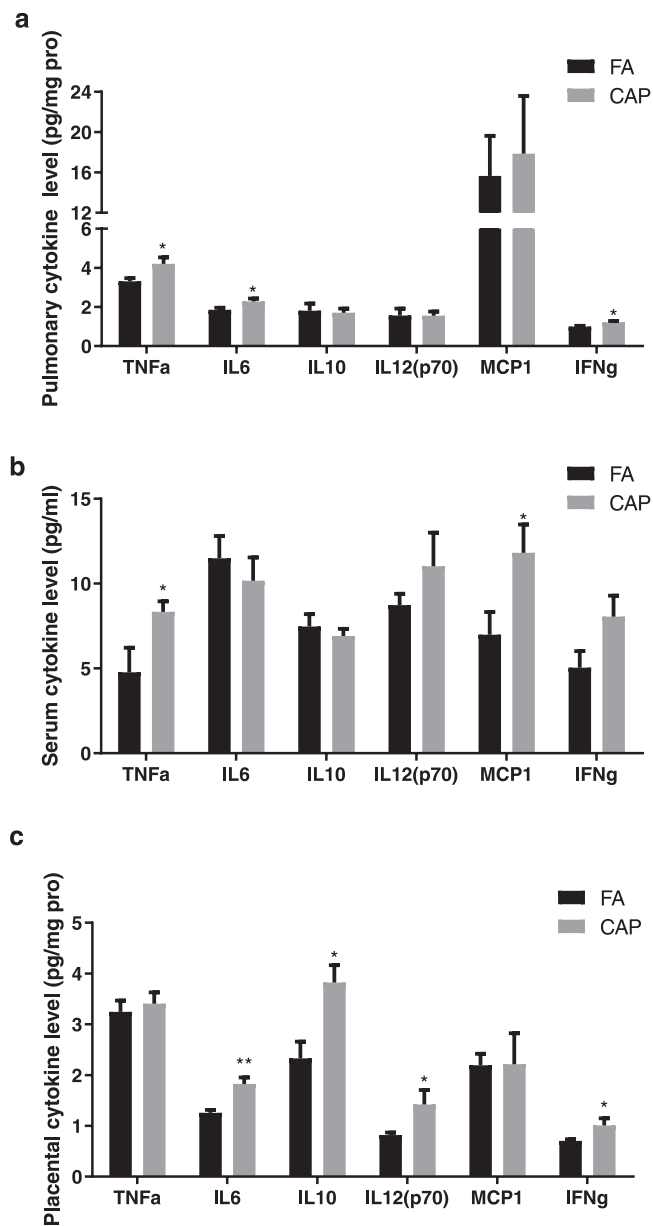 a
FA
CAP
Pulmonary cytokine level (pg/mg pro)
24
20
16
12
6
4
2
0
*
*
*
TNFa IL6 IL10 IL12(p70) MCP1 IFNg
b
FA
CAP
Serum cytokine level (pg/ml)
15
10
5
0
*
*
TNFa IL6 IL10 IL12(p70) MCP1 IFNg
c
FA
CAP
Placental cytokine level (pg/mg pro)
5
4
3
2
1
0
**
*
*
*
TNFa IL6 IL10 IL12(p70) MCP1 IFNg